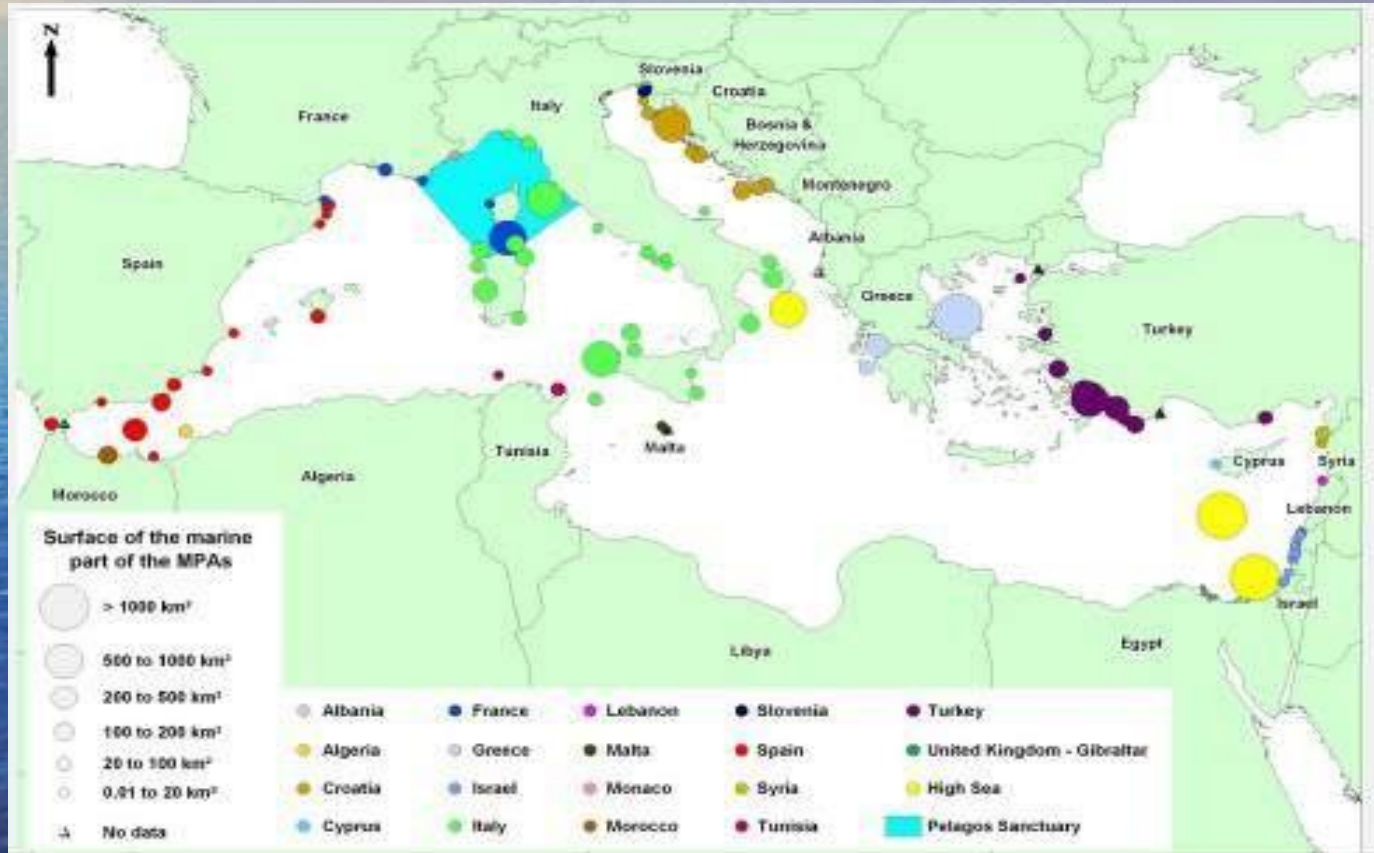 N
Slovenia
Croatia
Italy
France
Bosnia &
Herzegovina
Montenegro
Albania
Spain
Greece
Turkey
Malta
Tunisia
Cyprus
Syria
Algeria
Morocco
Lebanon
Israel
Libya
Egypt
Surface of the marine
part of the MPAs
> 1000 km²
500 to 1000 km²
200 to 500 km²
100 to 200 km²
20 to 100 km²
0.01 to 20 km²
No data
Albania
Algeria
Croatia
Cyprus
France
Greece
Israel
Italy
Lebanon
Malta
Monaco
Morocco
Slovenia
Spain
Syria
Tunisia
Turkey
United Kingdom - Gibraltar
High Sea
Pelagos Sanctuary